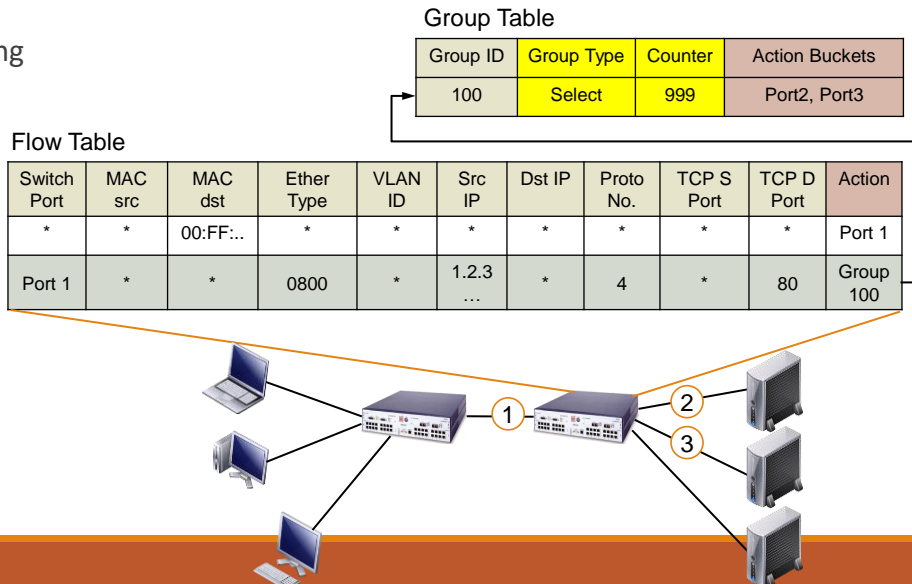 Group Table
Group ID Group Type Counter Action Buckets
100 Select 999 Port2, Port3
Flow Table
Switch Port MAC src MAC dst Ether Type VLAN ID Src IP Dst IP Proto No. TCP S Port TCP D Port Action
* * 00:FF:.. * * * * * * * Port 1
Port 1 * * 0800 * 1.2.3 … * 4 * 80 Group 100
1
2
3